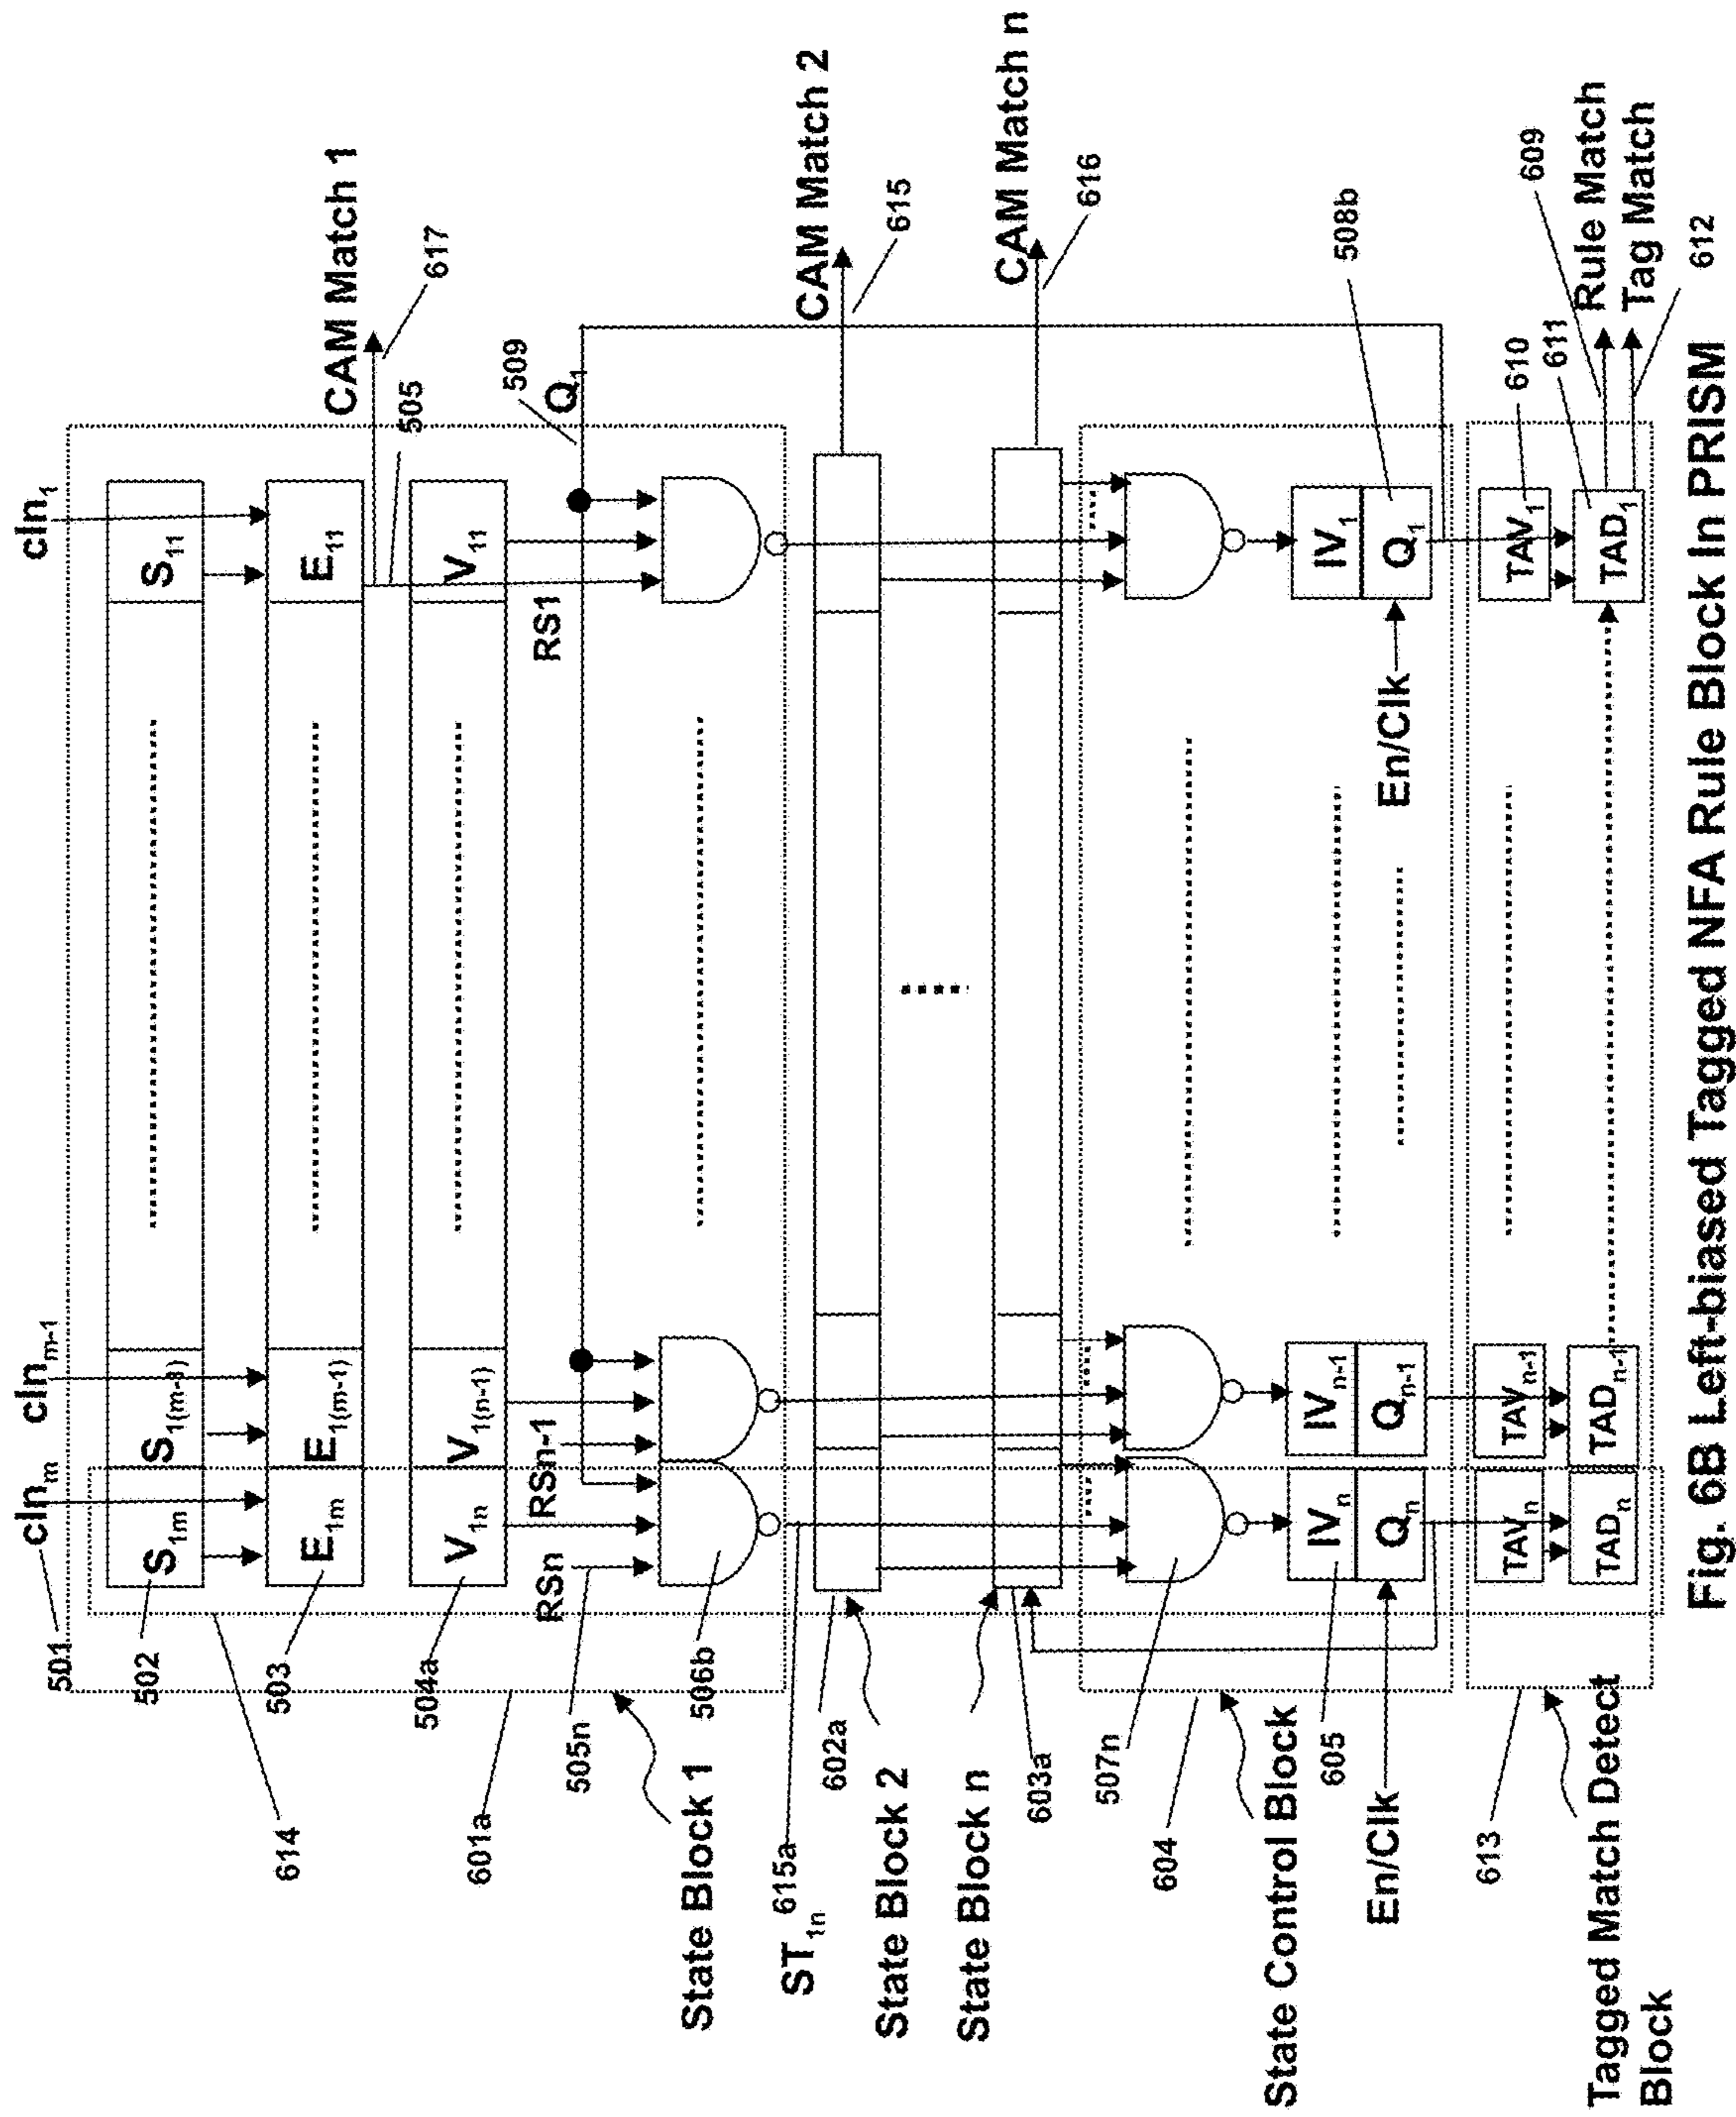 cIn₁
cInₘ₋₁
cInₘ
501
S₁₁
S₁₍ₘ₋₁₎
S₁ₘ
502
E₁₁
E₁₍ₘ₋₁₎
E₁ₘ
503
CAM Match 1
617
505
V₁₁
V₁₍ₙ₋₁₎
V₁ₙ
504a
614
601a
509
Q₁
RS1
RSn-1
RSn
505n
506b
State Block 1
ST₁ₙ
615a
CAM Match 2
615
602a
State Block 2
CAM Match n
616
State Block n
603a
507n
604
State Control Block
IV₁
IVₙ₋₁
IVₙ
605
Q₁
Qₙ₋₁
Qₙ
508b
En/Clk
En/Clk
TAV₁
TAVₙ₋₁
TAVₙ
610
TAD₁
TADₙ₋₁
TADₙ
611
609
Rule Match
Tag Match
612
613
Tagged Match Detect
Block
Fig. 6B Left-biased Tagged NFA Rule Block In PRISM